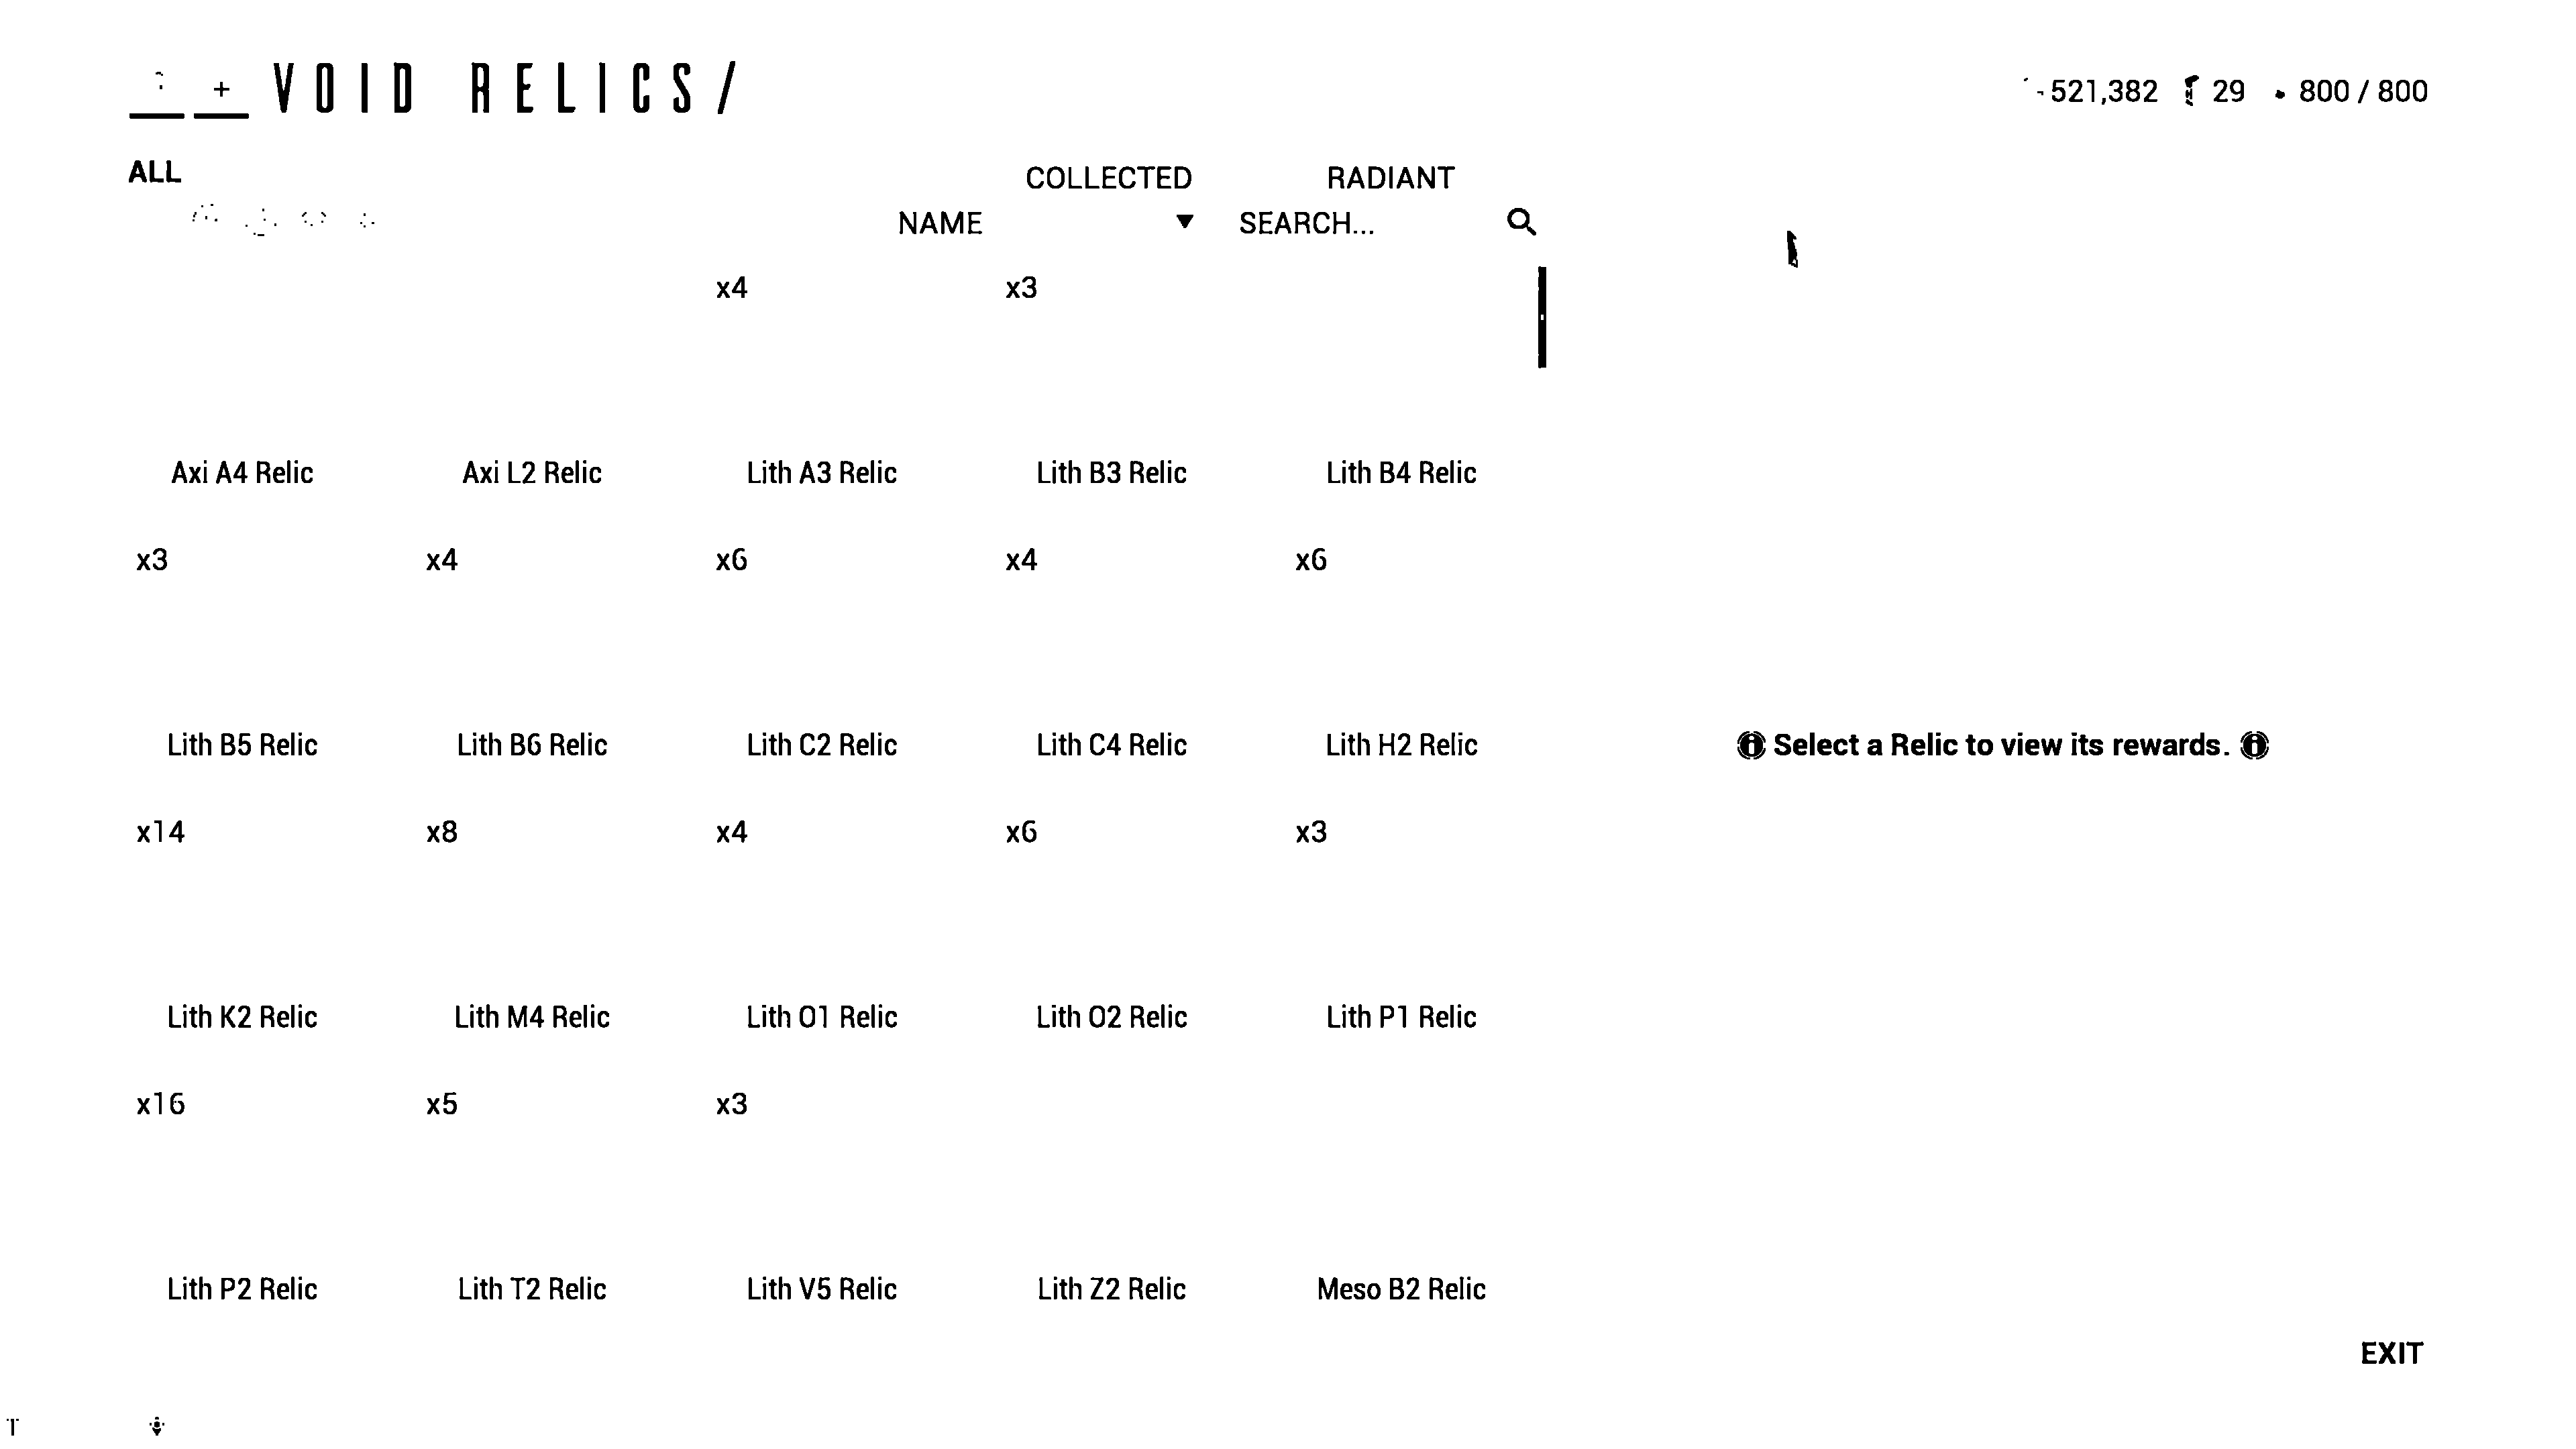 VOID RELICS/
521,382 29 800 / 800
ALL
COLLECTED RADIANT
NAME SEARCH...
x4 x3
Axi A4 Relic Axi L2 Relic Lith A3 Relic Lith B3 Relic Lith B4 Relic
x3 x4 x6 x4 x6
Lith B5 Relic Lith B6 Relic Lith C2 Relic Lith C4 Relic Lith H2 Relic
Select a Relic to view its rewards.
x14 x8 x4 x6 x3
Lith K2 Relic Lith M4 Relic Lith O1 Relic Lith O2 Relic Lith P1 Relic
x16 x5 x3
Lith P2 Relic Lith T2 Relic Lith V5 Relic Lith Z2 Relic Meso B2 Relic
EXIT